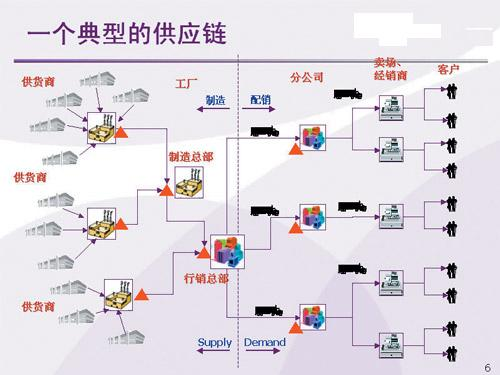 一个典型的供应链
供货商
工厂
制造
配销
分公司
卖场、
经销商
客户
制造总部
供货商
行销总部
供货商
Supply
Demand
6